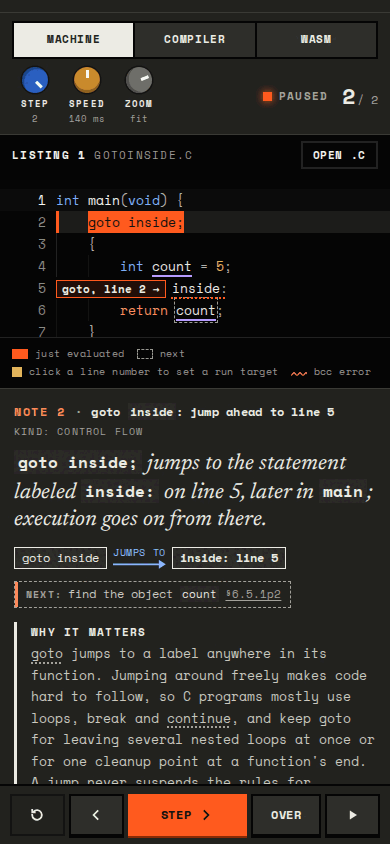 MACHINE
COMPILER
WASM
STEP
SPEED
ZOOM
2
140 ms
fit
PAUSED 2 / 2
LISTING 1 GOTOINSIDE.C
OPEN .C
1 int main(void) {
2 goto inside;
3 {
4 int count = 5;
5 goto, line 2 → inside:
6 return count;
7 }
just evaluated next
click a line number to set a run target bcc error
NOTE 2 · goto inside: jump ahead to line 5
KIND: CONTROL FLOW
goto inside; jumps to the statement
labeled inside: on line 5, later in main;
execution goes on from there.
goto inside JUMPS TO inside: line 5
NEXT: find the object count §6.5.1p2
WHY IT MATTERS
goto jumps to a label anywhere in its
function. Jumping around freely makes code
hard to follow, so C programs mostly use
loops, break and continue, and keep goto
for leaving several nested loops at once or
for one cleanup point at a function's end.
A jump never suspends the rules for
STEP
OVER